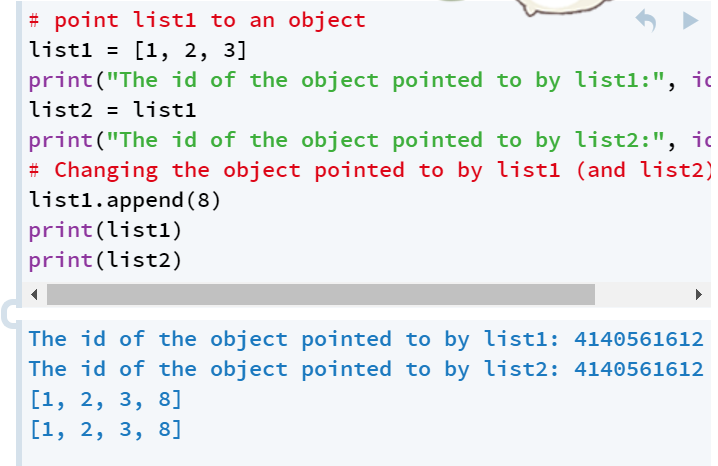 # point list1 to an object
list1 = [1, 2, 3]
print("The id of the object pointed to by list1:",
list2 = list1
print("The id of the object pointed to by list2:",
# Changing the object pointed to by list1 (and list2)
list1.append(8)
print(list1)
print(list2)
The id of the object pointed to by list1: 4140561612
The id of the object pointed to by list2: 4140561612
[1, 2, 3, 8]
[1, 2, 3, 8]